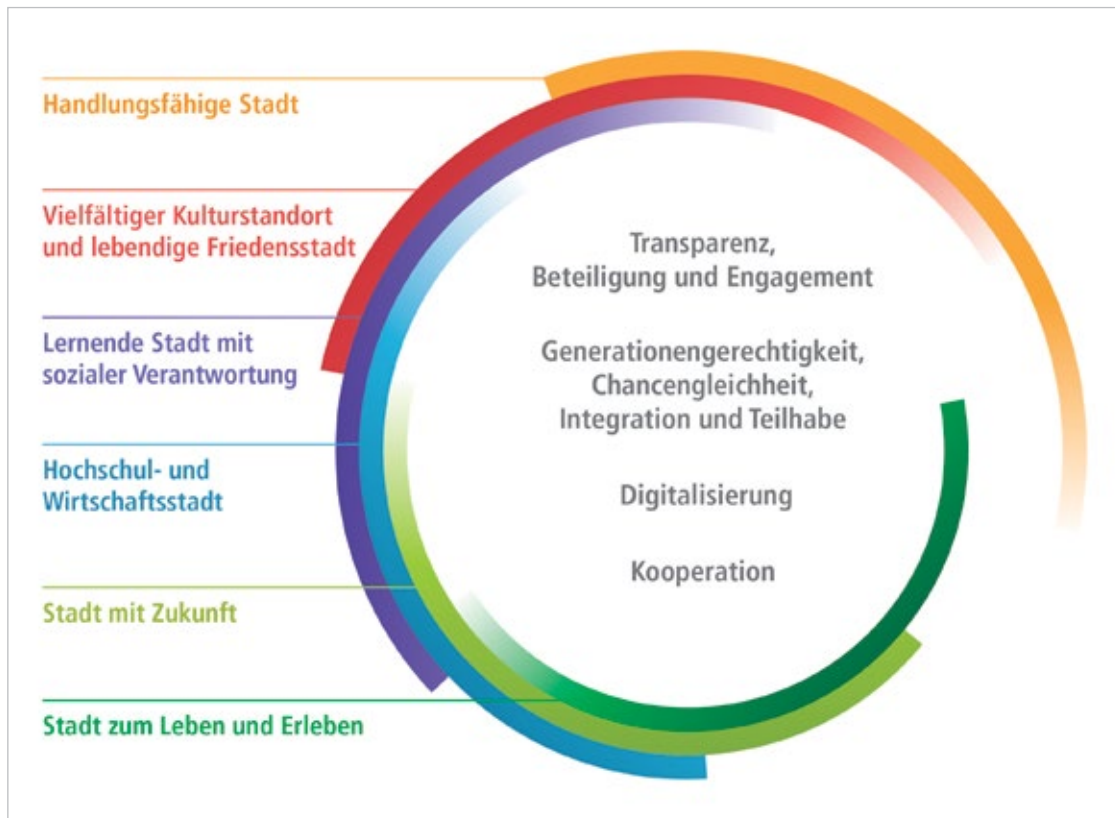 Handlungsfähige Stadt
Vielfältiger Kulturstandort
und lebendige Friedensstadt
Lernende Stadt mit
sozialer Verantwortung
Hochschul- und
Wirtschaftsstadt
Stadt mit Zukunft
Stadt zum Leben und Erleben
Transparenz,
Beteiligung und Engagement
Generationengerechtigkeit,
Chancengleichheit,
Integration und Teilhabe
Digitalisierung
Kooperation